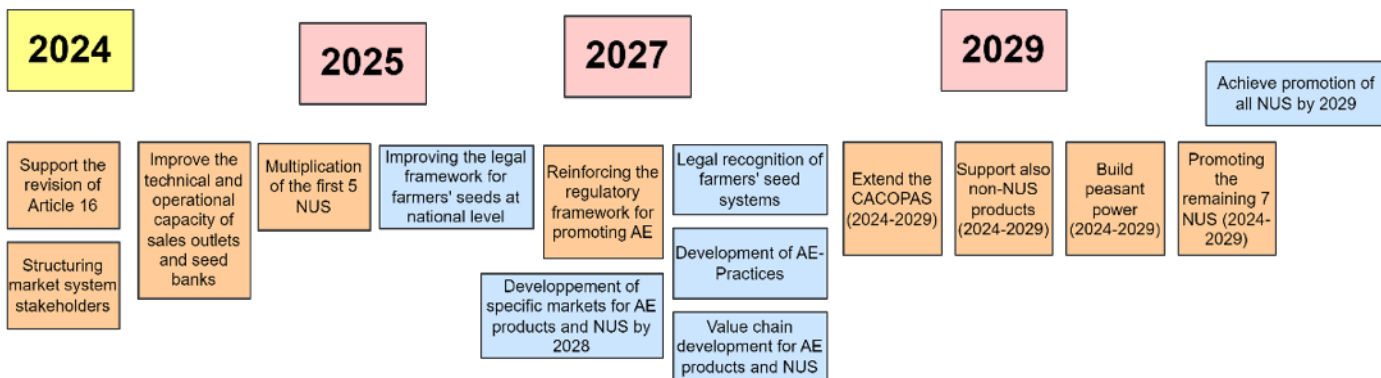 2024
2025
2027
2029
Achieve promotion of
all NUS by 2029
Support the
revision of
Article 16
Structuring
market system
stakeholders
Improve the
technical and
operational
capacity of
sales outlets
and seed
banks
Multiplication
of the first 5
NUS
Improving the legal
framework for
farmers' seeds at
national level
Reinforcing the
regulatory
framework for
promoting AE
Developpement of
specific markets for AE
products and NUS by
2028
Legal recognition of
farmers' seed
systems
Development of AE-
Practices
Value chain
development for AE
products and NUS
Extend the
CACOPAS
(2024-2029)
Support also
non-NUS
products
(2024-2029)
Build
peasant
power
(2024-2029)
Promoting
the
remaining 7
NUS (2024-
2029)